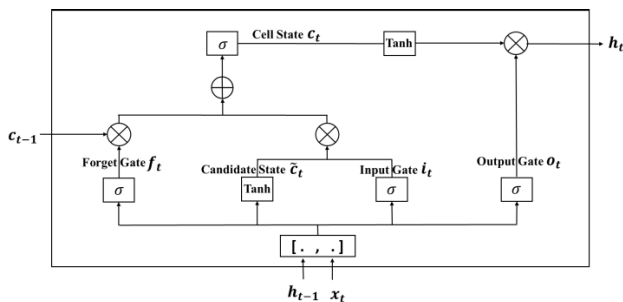 σ Cell State c_t Tanh h_t
c_{t-1}
Forget Gate f_t Candidate State c̃_t Input Gate i_t Output Gate o_t
σ Tanh σ σ
[ . , . ]
h_{t-1} x_t